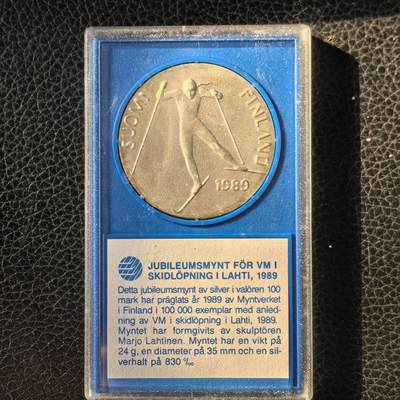 SUOMI FINLAND
1989
JUBILEUMSMYNT FÖR VM I
SKIDLÖPNING I LAHTI, 1989
Detta jubileumsmynt av silver i valören 100
mark har präglats år 1989 av Myntverket
i Finland i 100 000 exemplar med anled-
ning av VM i skidlöpning i Lahti, 1989.
Myntet har formgivits av skulptören
Marjo Lahtinen. Myntet har en vikt på
24 g, en diameter på 35 mm och en sil-
verhalt på 830 ‰